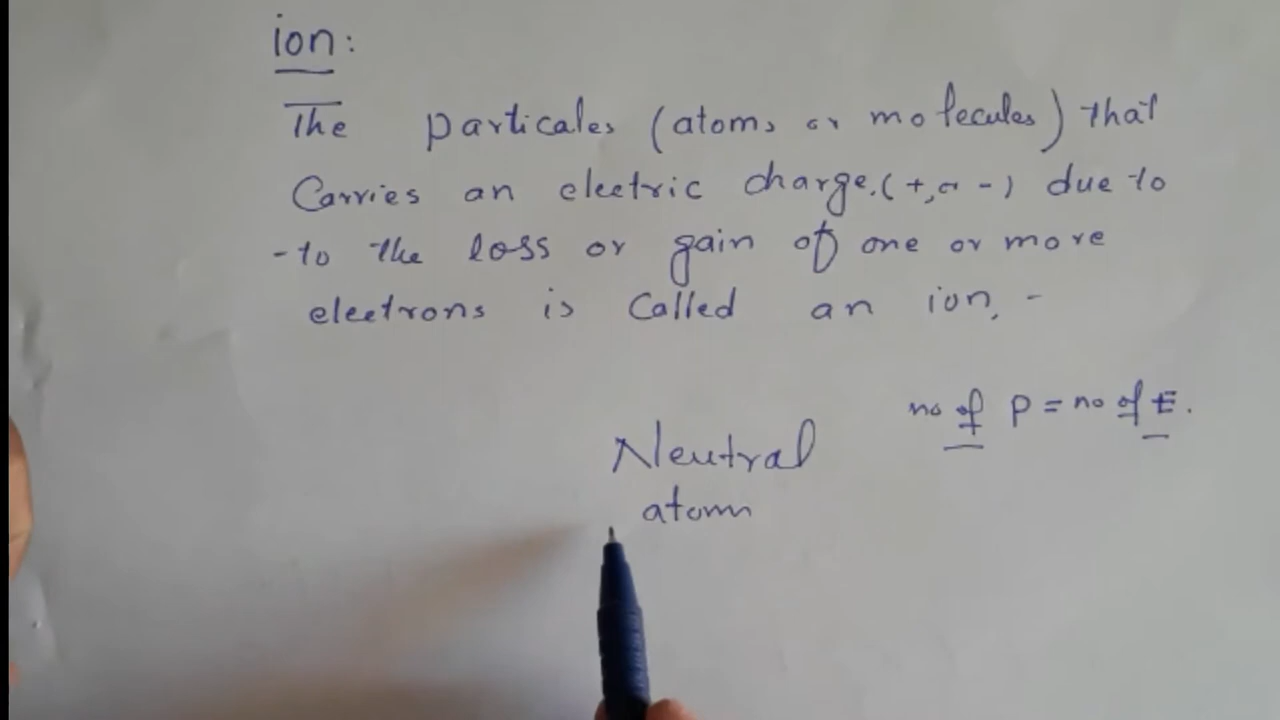 ion:
The particales (atoms or molecules) that
Carries an electric charge.(+,or -) due to
- to the loss or gain of one or more
electrons is Called an ion. -
no of P = no of E.
Neutral
atom